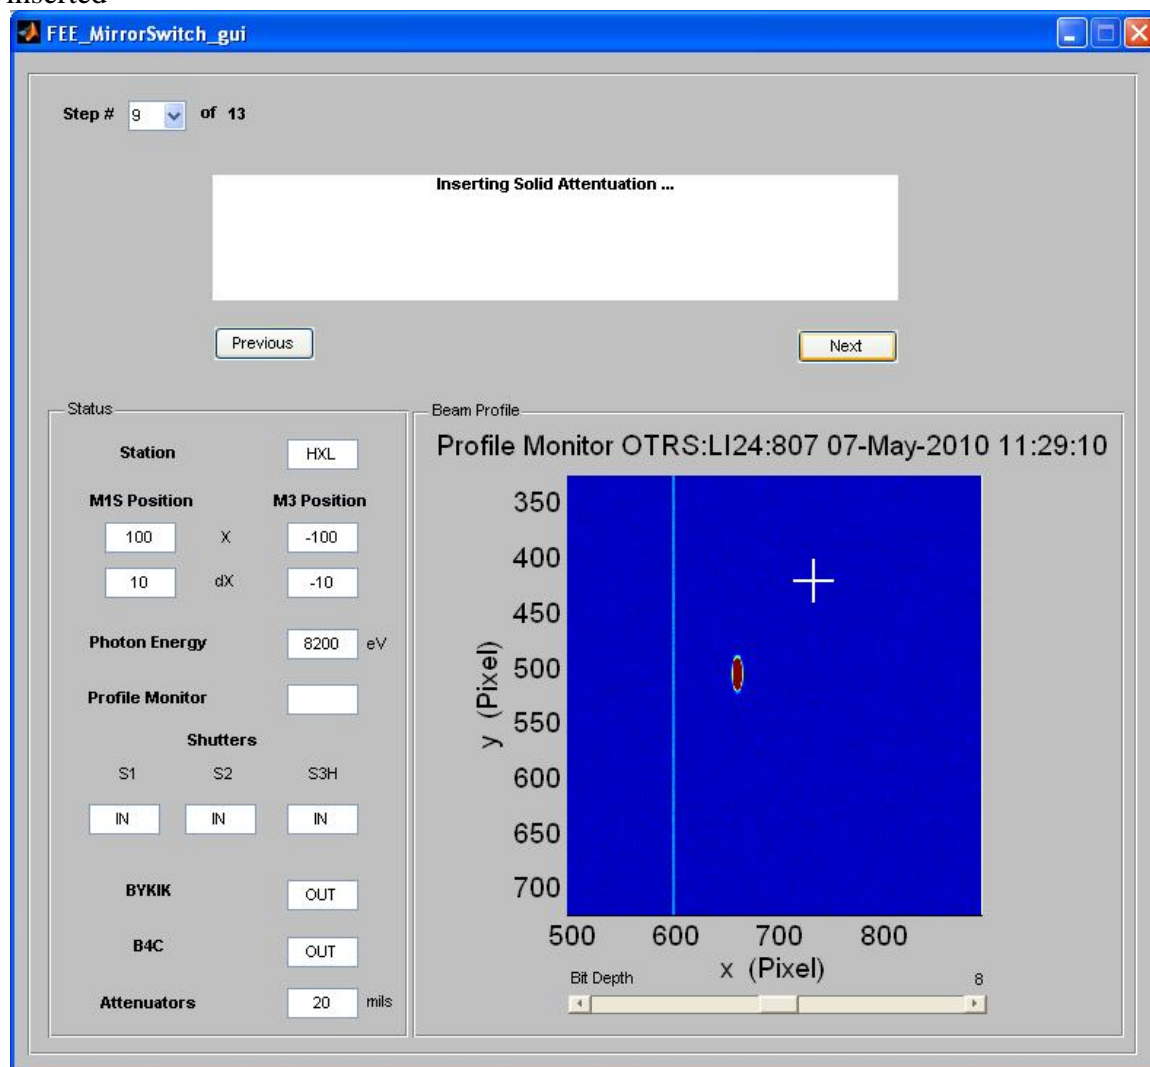 inserted
FEE_MirrorSwitch_gui
Step # 9 of 13
Inserting Solid Attentuation ...
Previous
Next
Status
Station HXL
M1S Position M3 Position
100 X -100
10 dX -10
Photon Energy 8200 eV
Profile Monitor
Shutters
S1 S2 S3H
IN IN IN
BYKIK OUT
B4C OUT
Attenuators 20 mils
Beam Profile
Profile Monitor OTRS:LI24:807 07-May-2010 11:29:10
y (Pixel)
350
400
450
500
550
600
650
700
500 600 700 800
x (Pixel)
Bit Depth 8